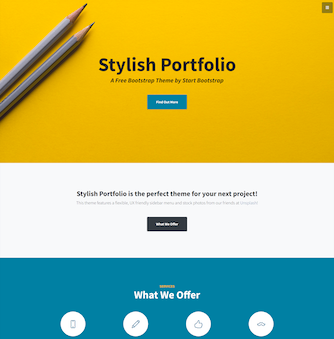 Stylish Portfolio
A Free Bootstrap Theme by Start Bootstrap
Find Out More
Stylish Portfolio is the perfect theme for your next project!
This theme features a flexible, UX friendly sidebar menu and stock photos from our friends at Unsplash!
What We Offer
SERVICES
What We Offer